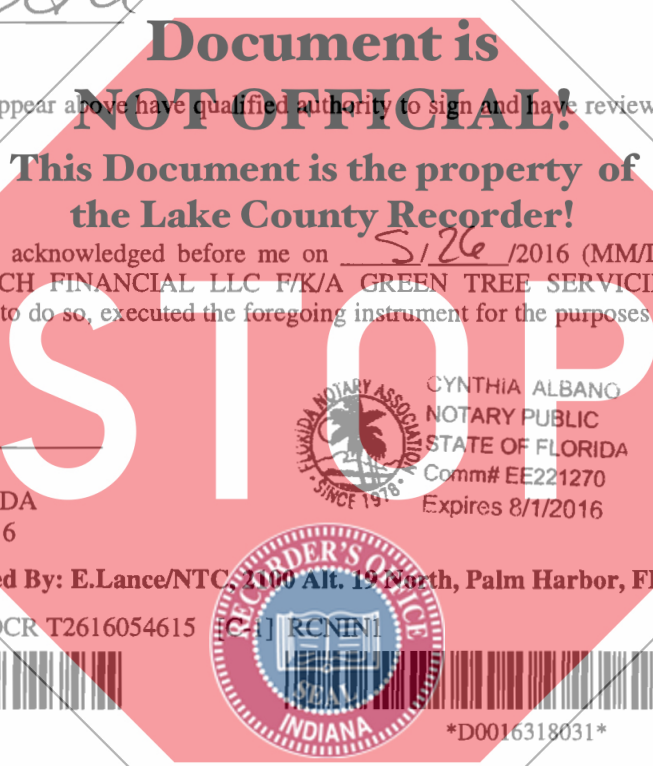 Document is
ppear above have qualified authority to sign and have review
NOT OFFICIAL!
This Document is the property of
the Lake County Recorder!
acknowledged before me on 5/26/2016 (MM/D
CH FINANCIAL LLC F/K/A GREEN TREE SERVICI
to do so, executed the foregoing instrument for the purposes
STOP
FLORIDA NOTARY ASSOCIATION
SINCE 1978
CYNTHIA ALBANO
NOTARY PUBLIC
STATE OF FLORIDA
Comm# EE221270
Expires 8/1/2016
DA
6
ed By: E.Lance/NTC, 2100 Alt. 19 North, Palm Harbor, FL
OCR T2616054615 [C-1] RCNIN1
RECORDER'S OFFICE
SEAL
INDIANA
*D0016318031*